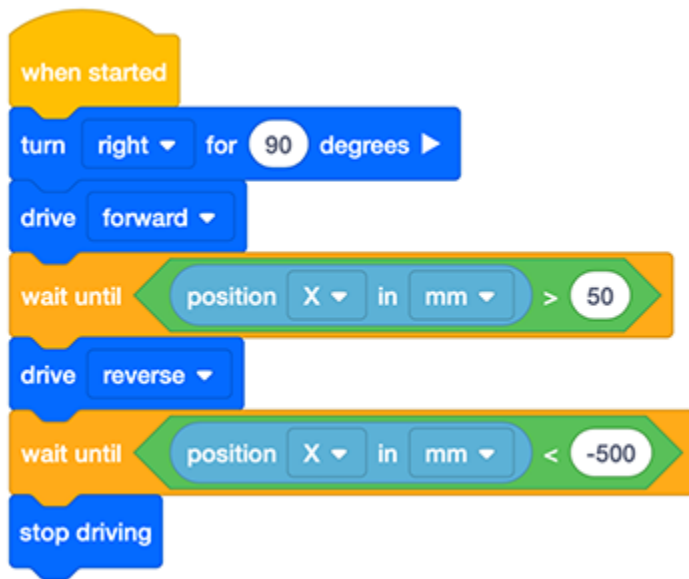 when started
turn right for 90 degrees
drive forward
wait until position X in mm > 50
drive reverse
wait until position X in mm < -500
stop driving